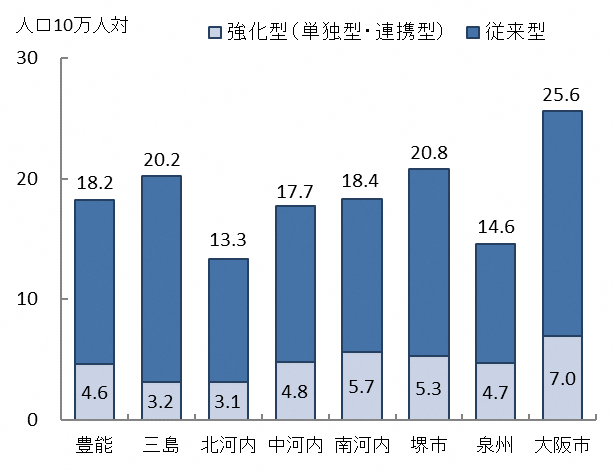 人口10万人対
強化型（単独型・連携型） 従来型
30
20
10
0
18.2 20.2 13.3 17.7 18.4 20.8 14.6 25.6
4.6 3.2 3.1 4.8 5.7 5.3 4.7 7.0
豊能 三島 北河内 中河内 南河内 堺市 泉州 大阪市